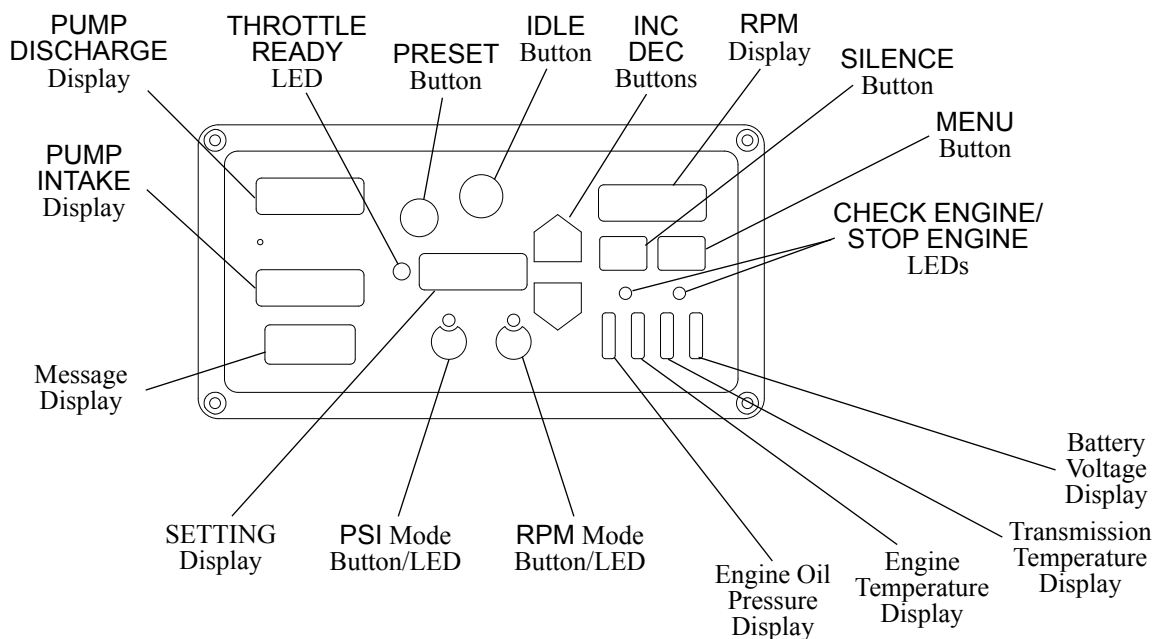 PUMP
DISCHARGE
Display
THROTTLE
READY
LED
PRESET
Button
IDLE
Button
INC
DEC
Buttons
RPM
Display
SILENCE
Button
MENU
Button
PUMP
INTAKE
Display
CHECK ENGINE/
STOP ENGINE
LEDs
Message
Display
SETTING
Display
PSI Mode
Button/LED
RPM Mode
Button/LED
Engine Oil
Pressure
Display
Engine
Temperature
Display
Transmission
Temperature
Display
Battery
Voltage
Display